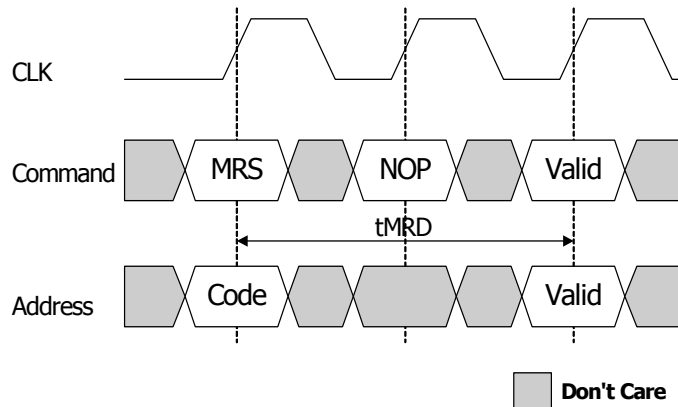 CLK
Command MRS NOP Valid
tMRD
Address Code Valid
Don't Care